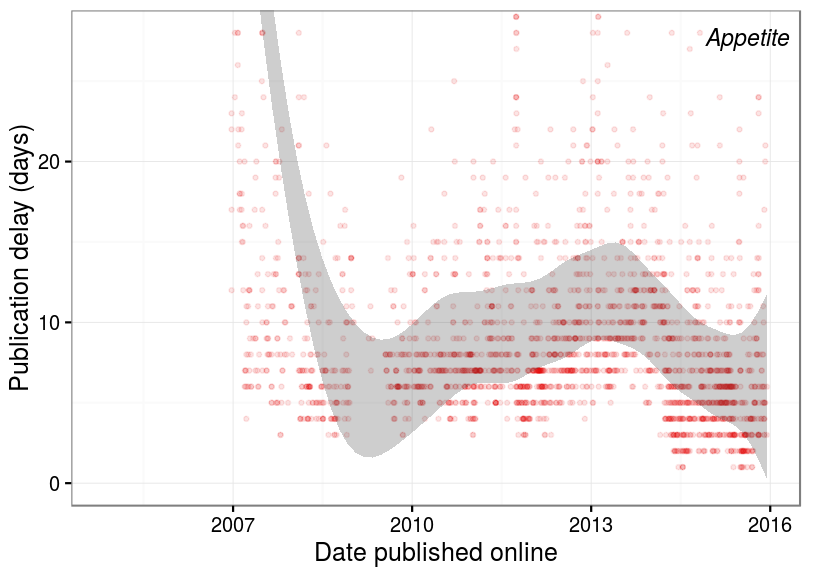 Appetite
Publication delay (days)
20
10
0
2007 2010 2013 2016
Date published online